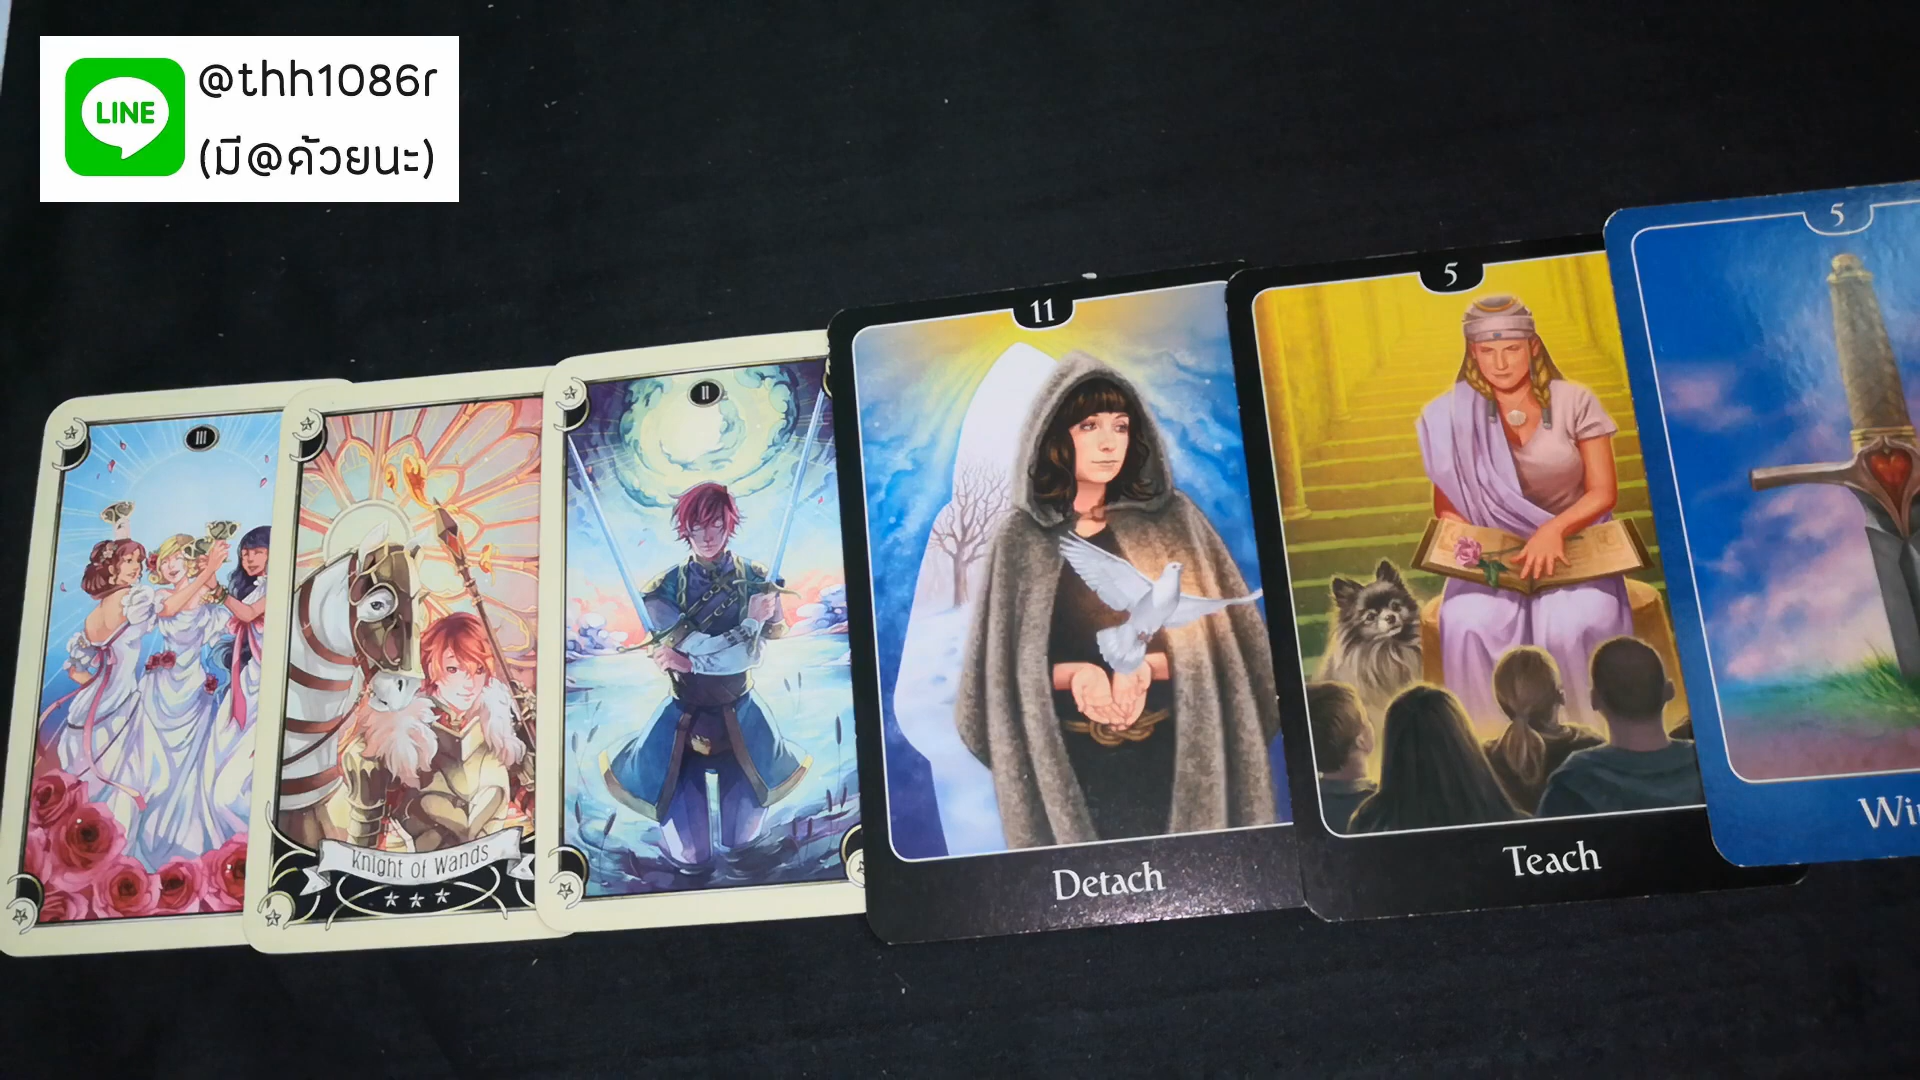 LINE
@thh1086r
(มี@ด้วยนะ)
III
Knight of Wands
II
11
Detach
5
Teach
5